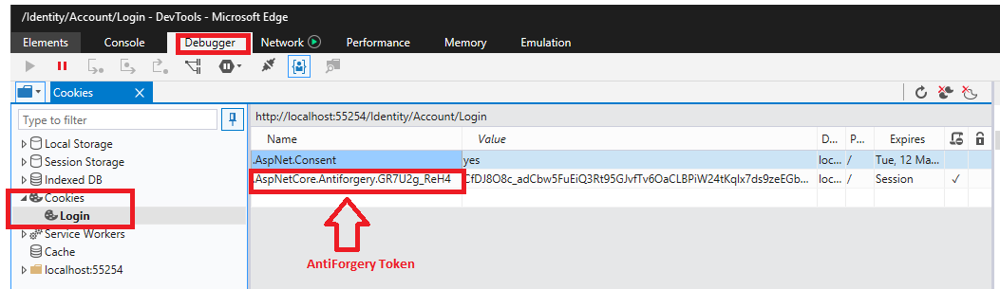 /Identity/Account/Login - DevTools - Microsoft Edge
Elements Console Debugger Network Performance Memory Emulation
Cookies
Type to filter
Local Storage
Session Storage
Indexed DB
Cookies
Login
Service Workers
Cache
localhost:55254
http://localhost:55254/Identity/Account/Login
Name Value D... P... Expires
.AspNet.Consent yes loc... / Tue, 12 Ma...
.AspNetCore.Antiforgery.GR7U2g_ReH4 CfDJ8O8c_adCbw5FuEiQ3Rt95GJvfTv6OaCLBPiW24tKqIx7ds9zeEGb... loc... / Session ✓
AntiForgery Token